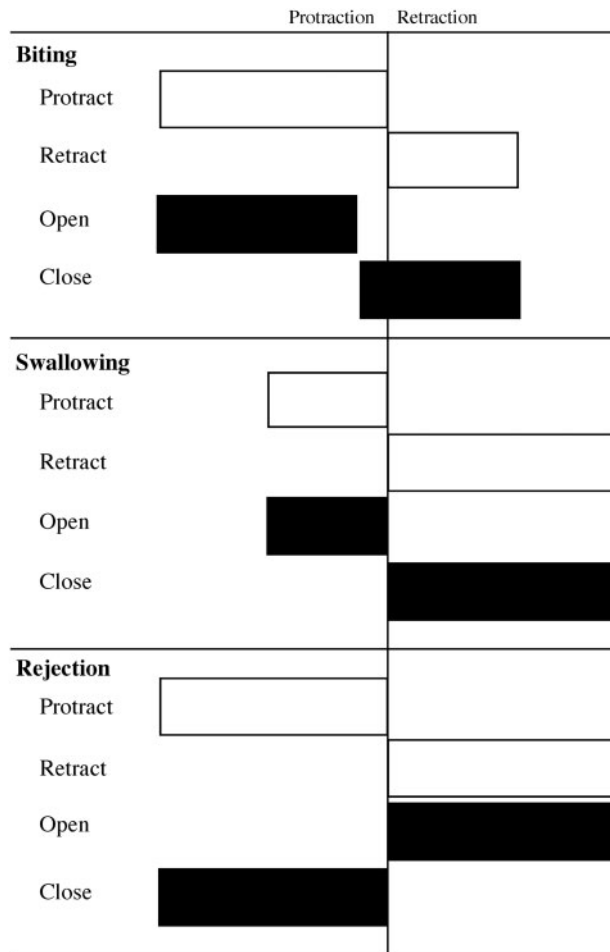 Protraction Retraction
Biting
Protract
Retract
Open
Close
Swallowing
Protract
Retract
Open
Close
Rejection
Protract
Retract
Open
Close